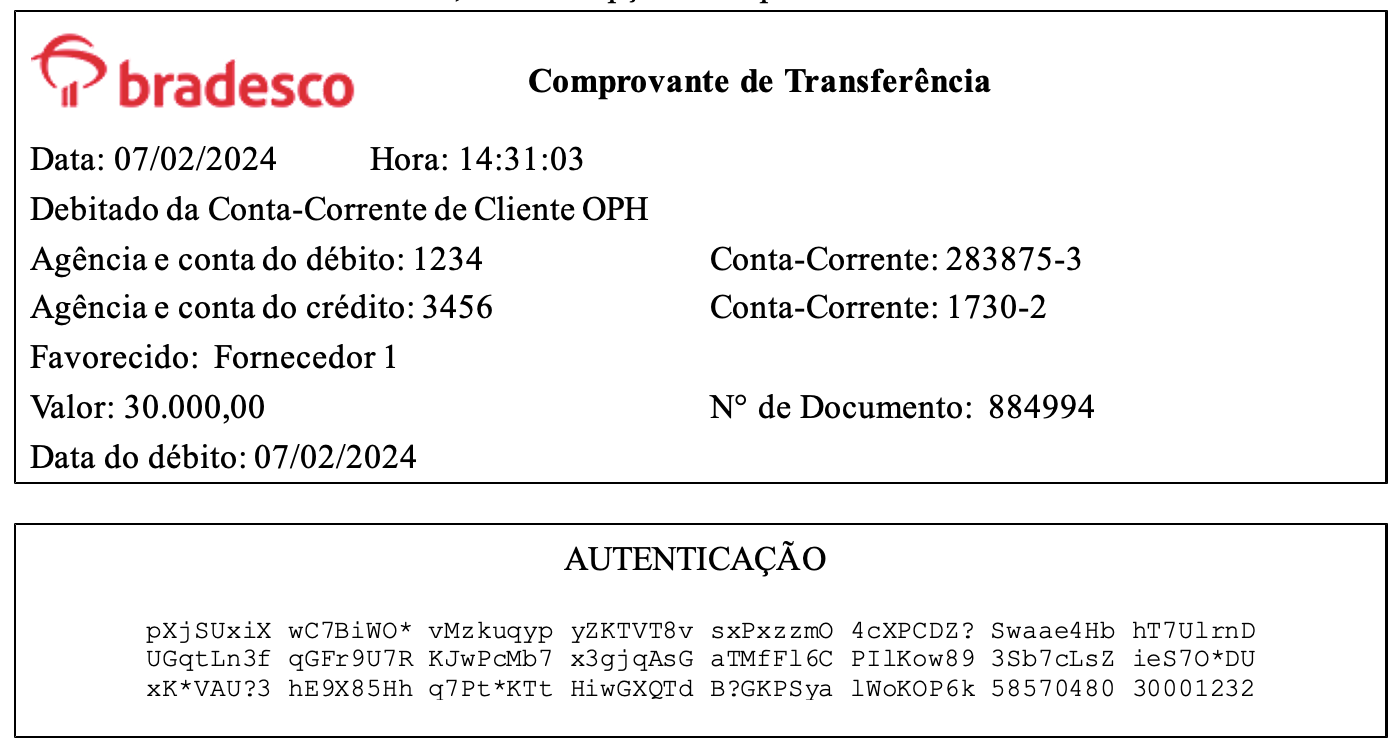 bradesco
Comprovante de Transferência
Data: 07/02/2024 Hora: 14:31:03
Debitado da Conta-Corrente de Cliente OPH
Agência e conta do débito: 1234 Conta-Corrente: 283875-3
Agência e conta do crédito: 3456 Conta-Corrente: 1730-2
Favorecido: Fornecedor 1
Valor: 30.000,00 N° de Documento: 884994
Data do débito: 07/02/2024
AUTENTICAÇÃO
pXjSUxiX wC7BiWO* vMzkuqyp yZKTVT8v sxPxzzmO 4cXPCDZ? Swaae4Hb hT7UlrnD
UGqtLn3f qGFr9U7R KJwPcMb7 x3gjqAsG aTMfFl6C PIlKow89 3Sb7cLsZ ieS7O*DU
xK*VAU?3 hE9X85Hh q7Pt*KTt HiwGXQTd B?GKPSya lWoKOP6k 58570480 30001232